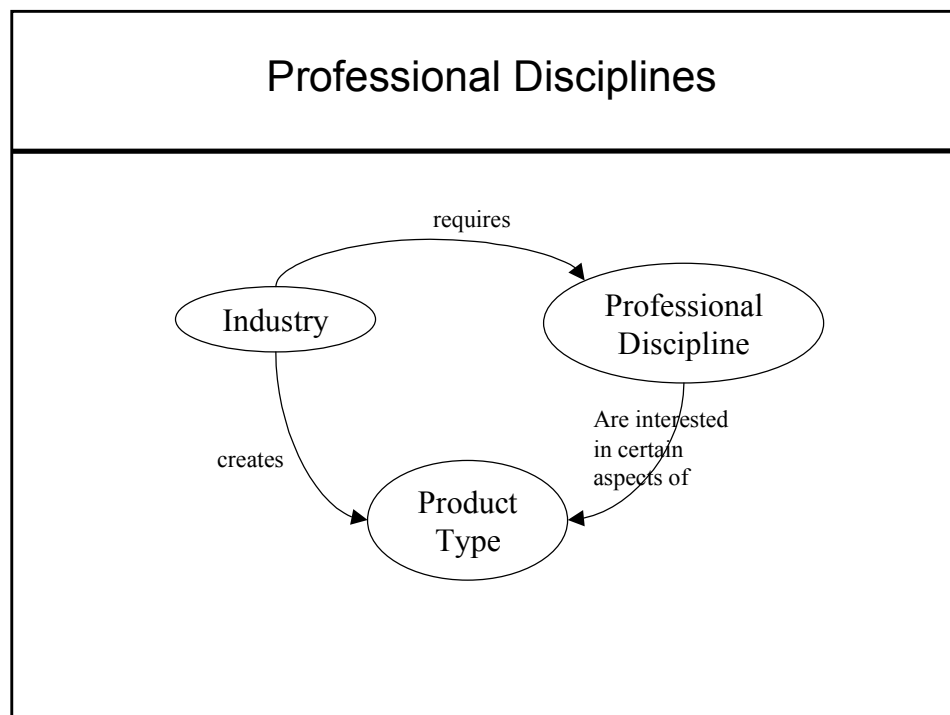 Professional Disciplines
requires
Industry
Professional
Discipline
Are interested
in certain
aspects of
creates
Product
Type